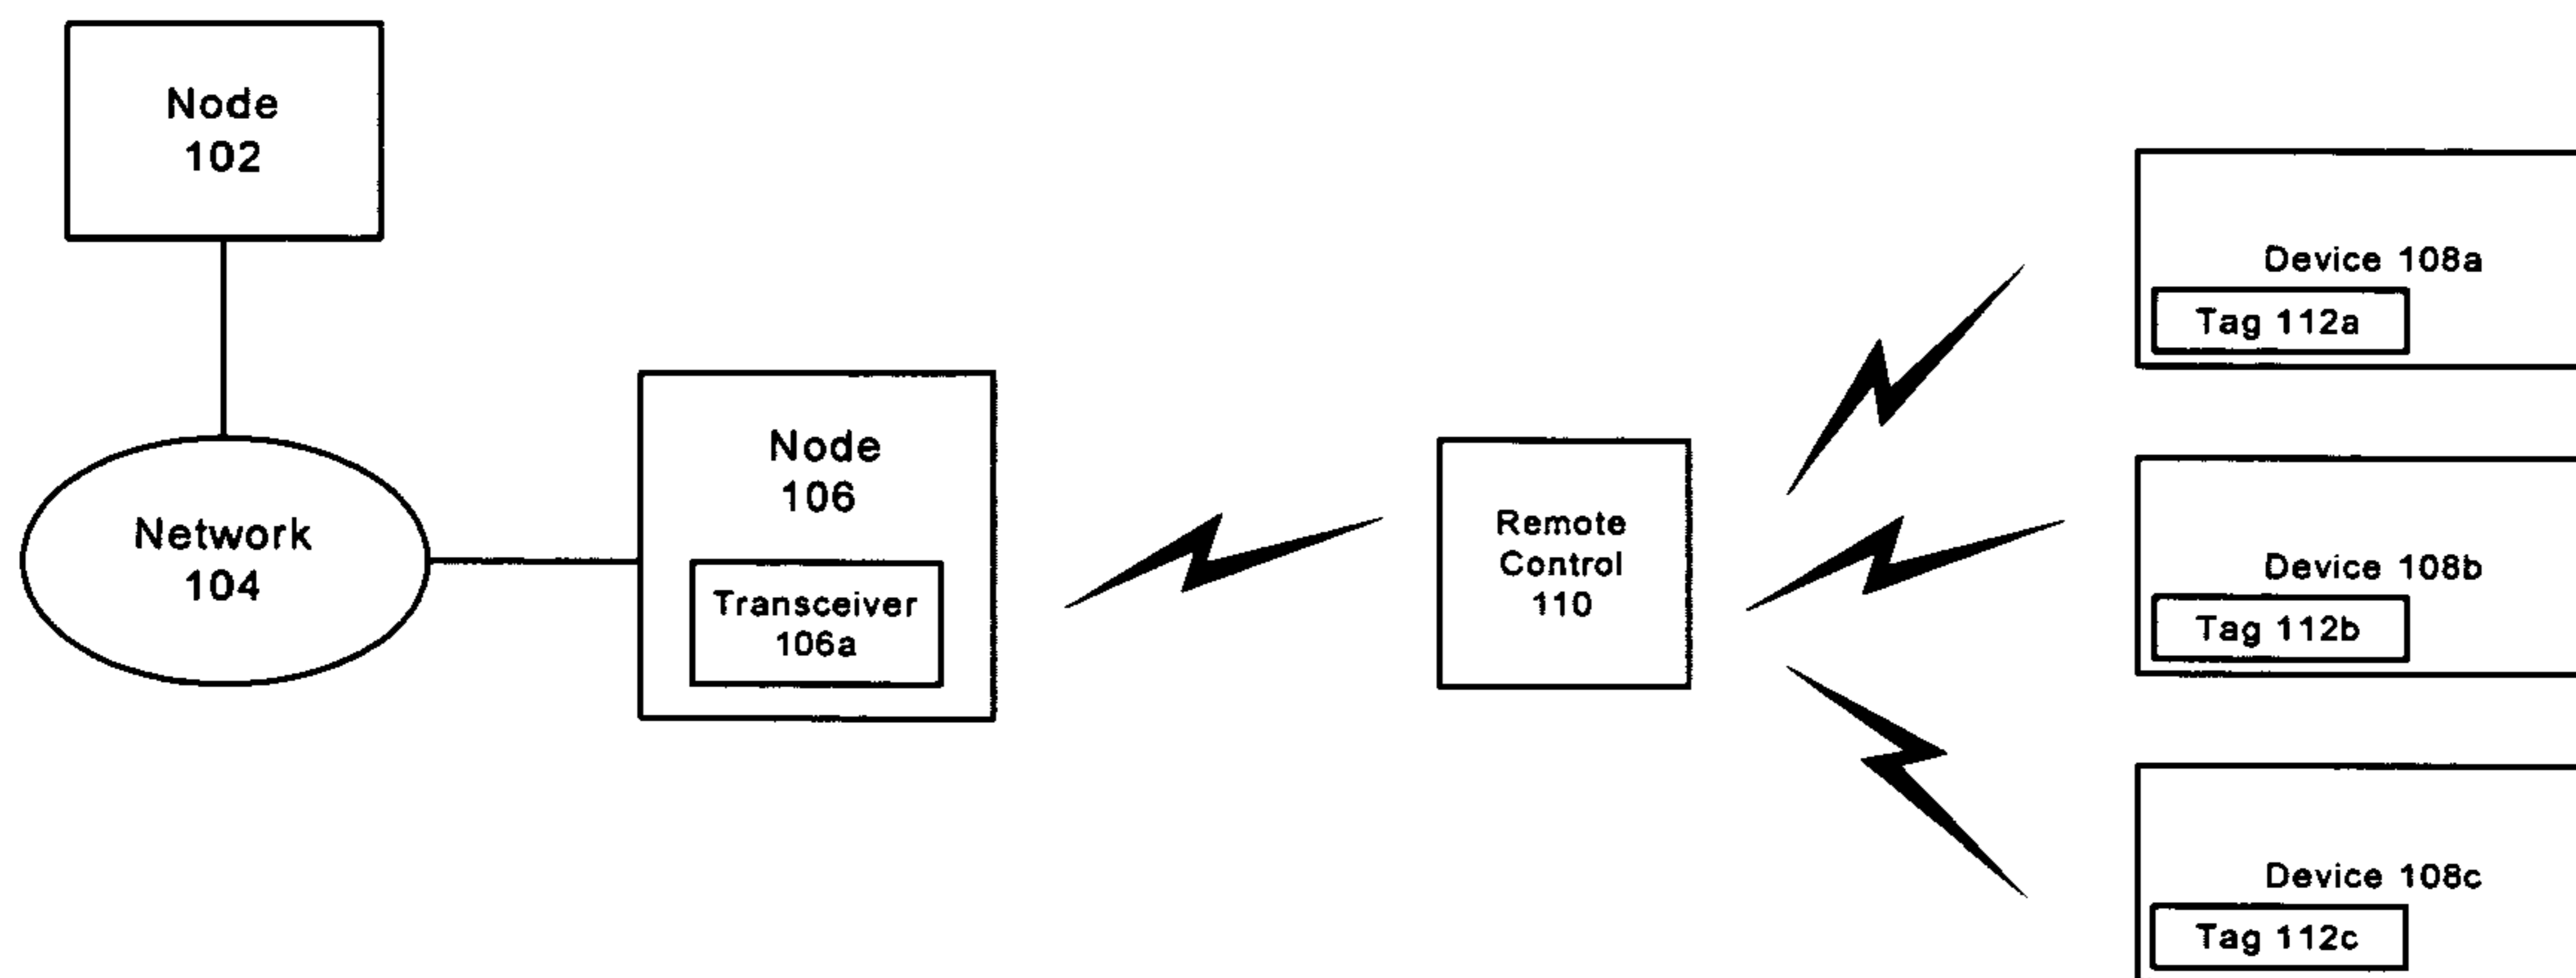 Node
102
Network
104
Node
106
Transceiver
106a
Remote
Control
110
Device 108a
Tag 112a
Device 108b
Tag 112b
Device 108c
Tag 112c